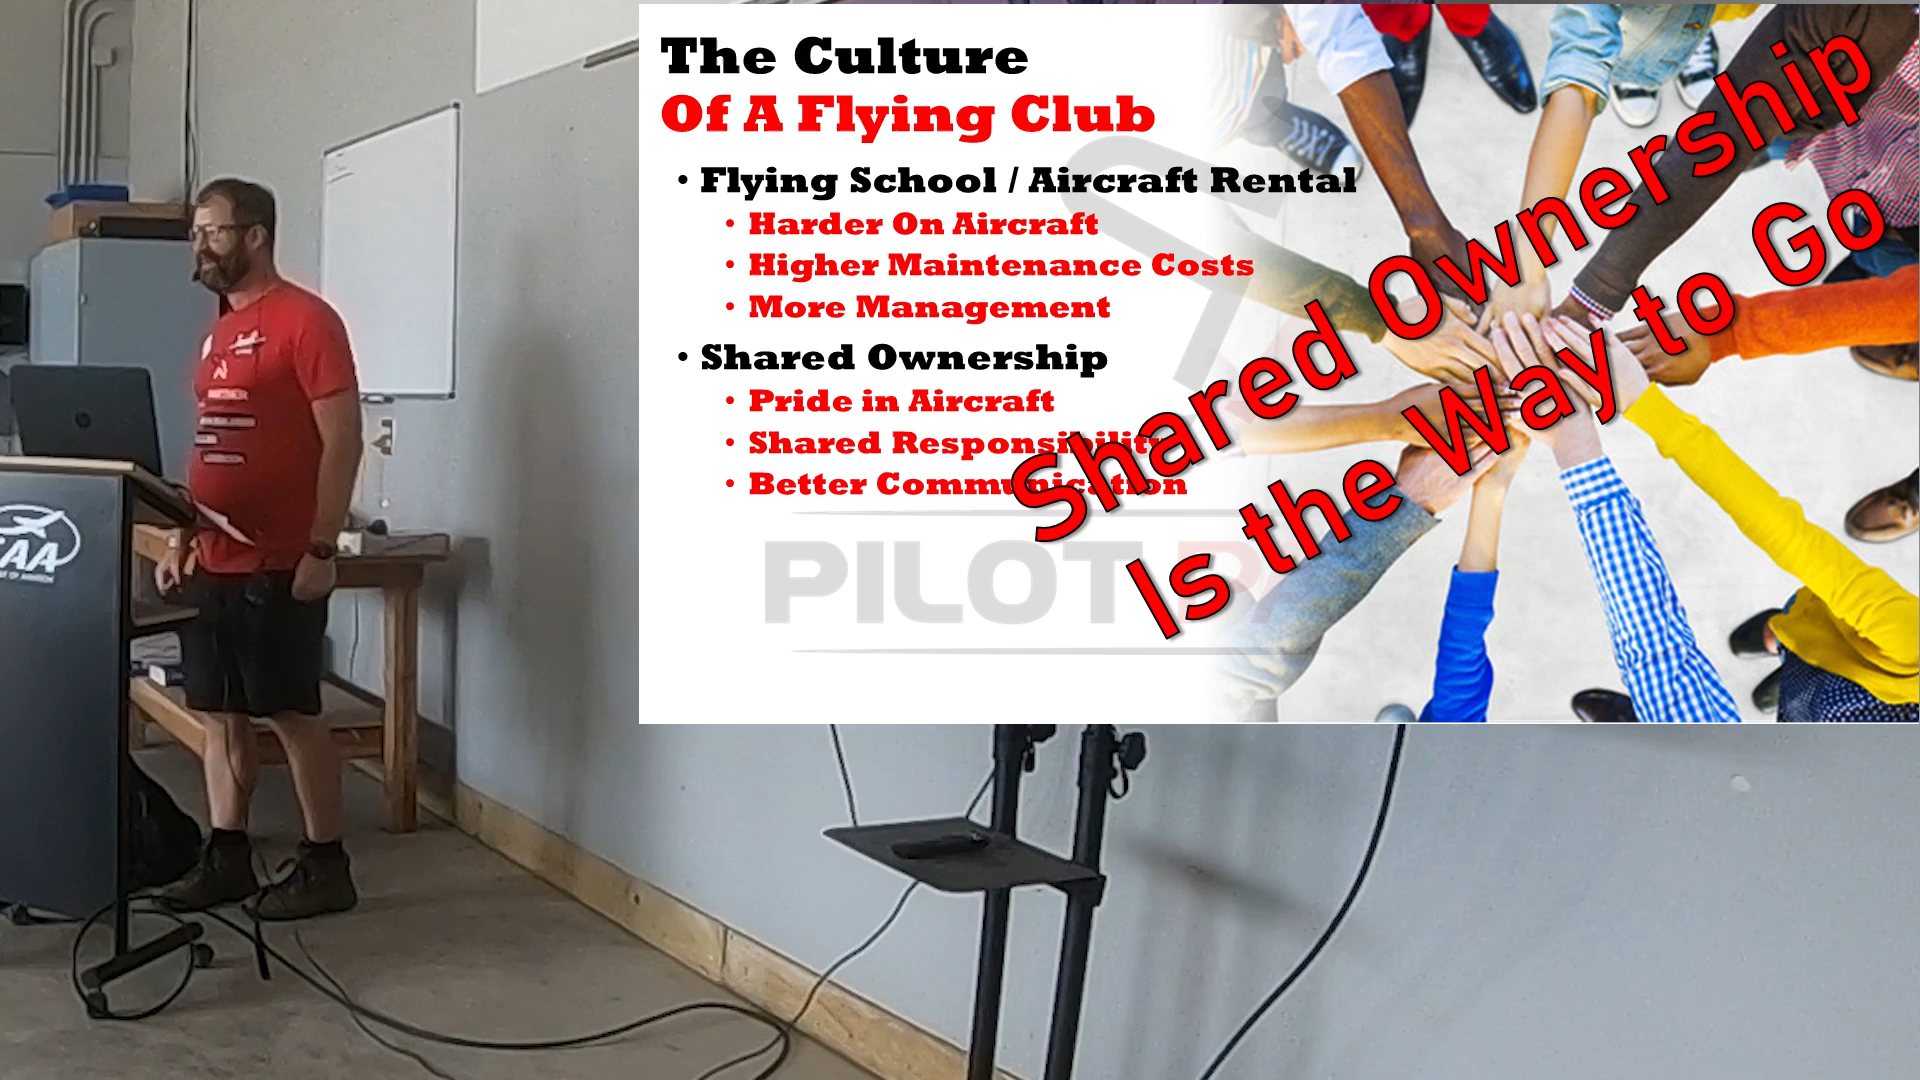 The Culture
Of A Flying Club
• Flying School / Aircraft Rental
• Harder On Aircraft
• Higher Maintenance Costs
• More Management
• Shared Ownership
• Pride in Aircraft
• Shared Responsibility
• Better Communication
Shared Ownership
Is the Way to Go
PILOT